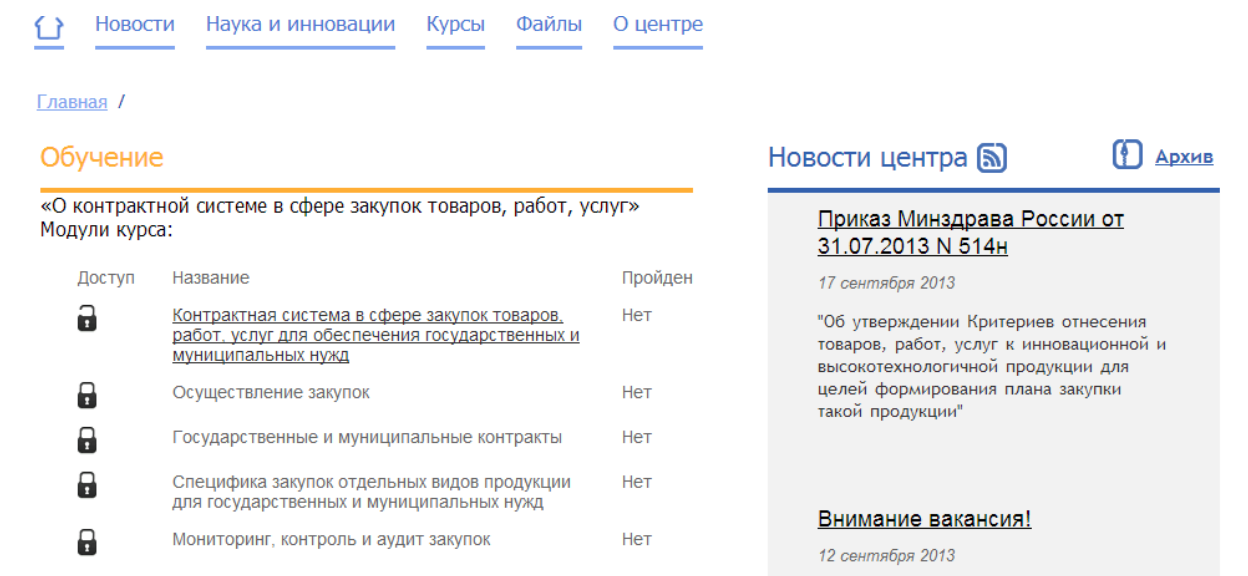 Новости Наука и инновации Курсы Файлы О центре
Главная /
Обучение
«О контрактной системе в сфере закупок товаров, работ, услуг»
Модули курса:
Доступ Название Пройден
Контрактная система в сфере закупок товаров, Нет
работ, услуг для обеспечения государственных и
муниципальных нужд
Осуществление закупок Нет
Государственные и муниципальные контракты Нет
Специфика закупок отдельных видов продукции Нет
для государственных и муниципальных нужд
Мониторинг, контроль и аудит закупок Нет
Новости центра Архив
Приказ Минздрава России от
31.07.2013 N 514н
17 сентября 2013
"Об утверждении Критериев отнесения
товаров, работ, услуг к инновационной и
высокотехнологичной продукции для
целей формирования плана закупки
такой продукции"
Внимание вакансия!
12 сентября 2013